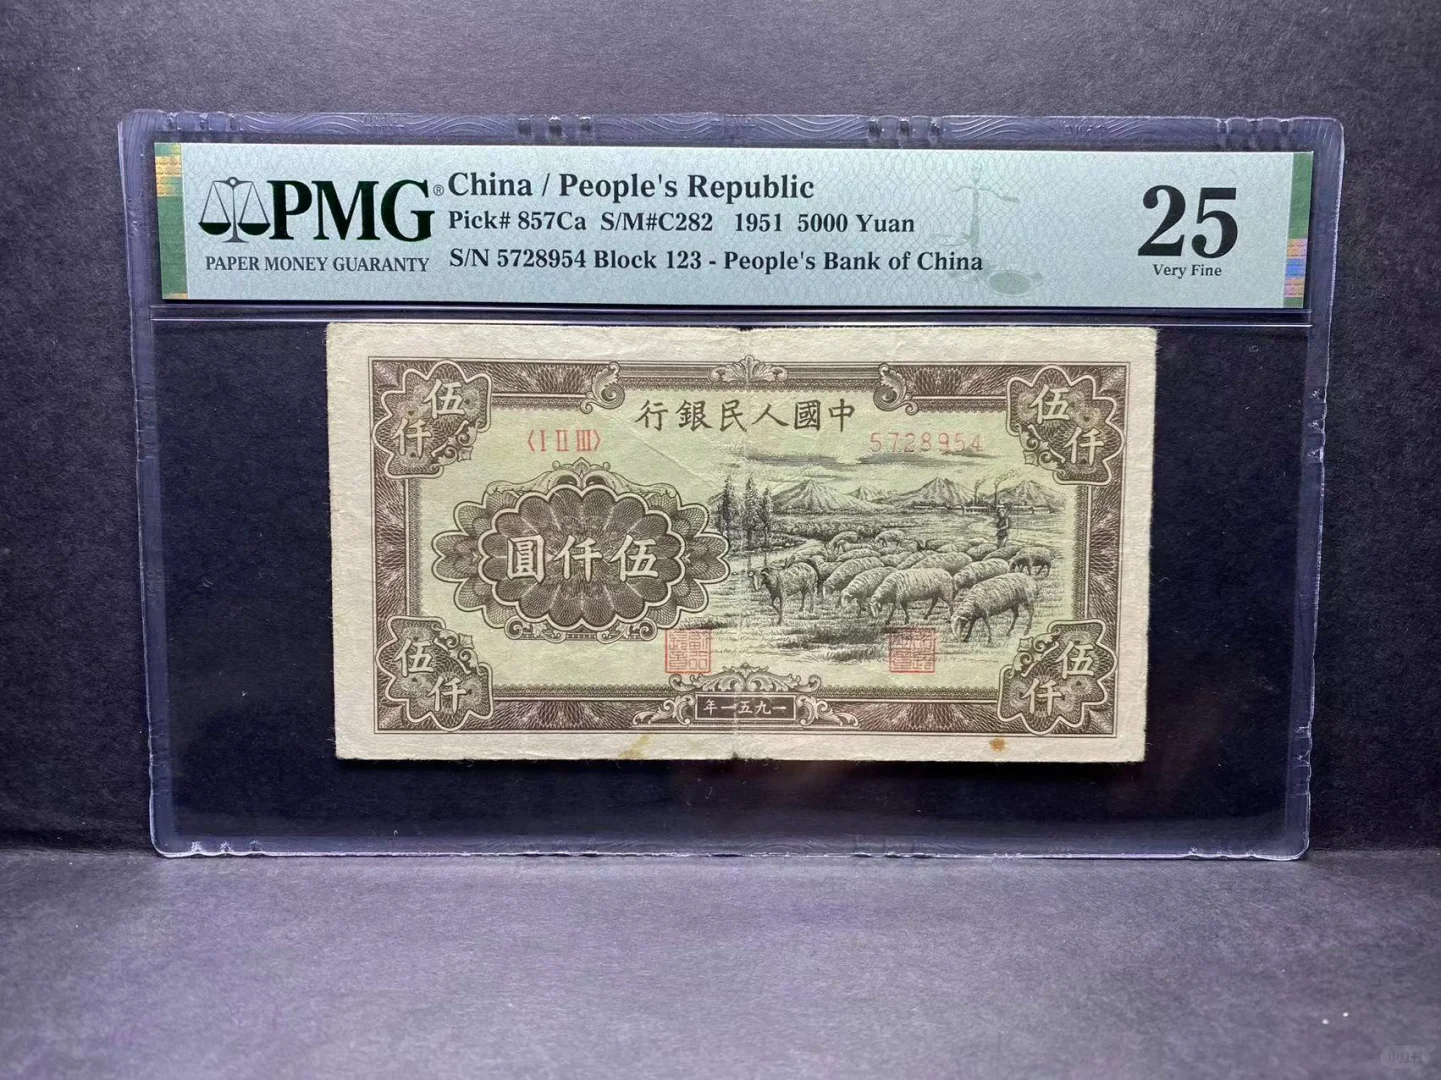 PMG®
PAPER MONEY GUARANTY
China / People's Republic
Pick# 857Ca S/M#C282 1951 5000 Yuan
S/N 5728954 Block 123 - People's Bank of China
25
Very Fine
行銀民人國中
〈I II III〉
5728954
伍仟
伍仟
圓仟伍
伍仟
伍仟
年一五九一